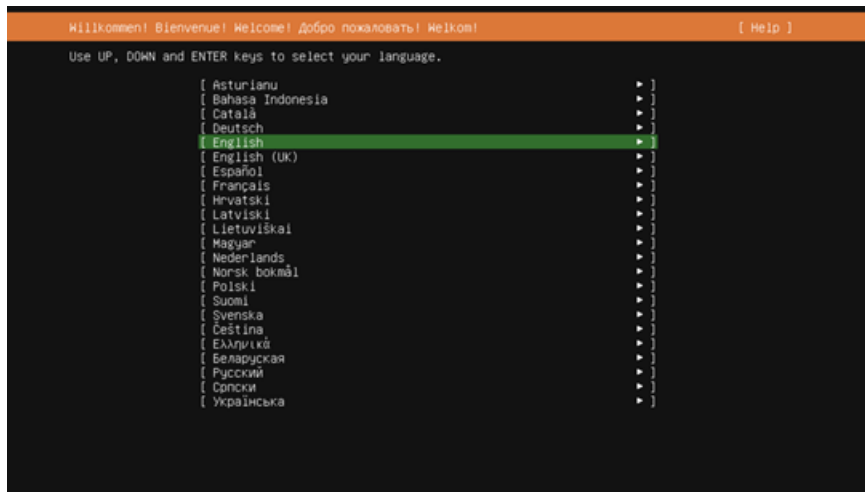 Willkommen! Bienvenue! Welcome! Добро пожаловать! Welkom! [ Help ]
Use UP, DOWN and ENTER keys to select your language.
[ Asturianu ► ]
[ Bahasa Indonesia ► ]
[ Català ► ]
[ Deutsch ► ]
[ English ► ]
[ English (UK) ► ]
[ Español ► ]
[ Français ► ]
[ Hrvatski ► ]
[ Latviski ► ]
[ Lietuviškai ► ]
[ Magyar ► ]
[ Nederlands ► ]
[ Norsk bokmål ► ]
[ Polski ► ]
[ Suomi ► ]
[ Svenska ► ]
[ Čeština ► ]
[ Ελληνικά ► ]
[ Беларуская ► ]
[ Русский ► ]
[ Српски ► ]
[ Українська ► ]